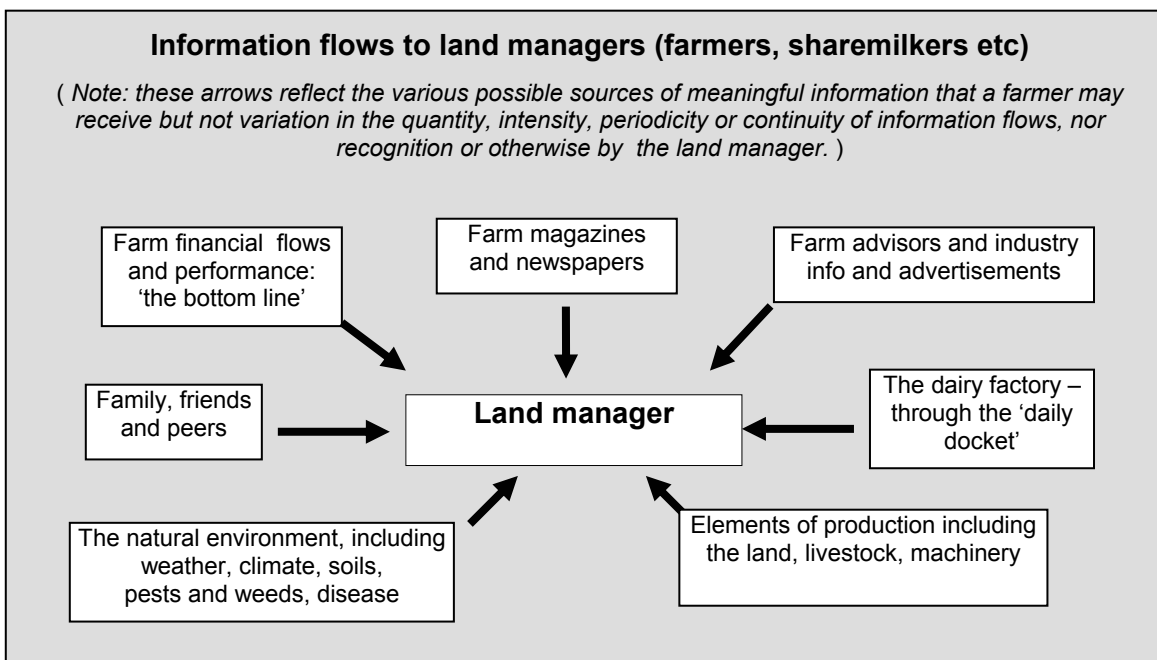 Information flows to land managers (farmers, sharemilkers etc)
( Note: these arrows reflect the various possible sources of meaningful information that a farmer may
receive but not variation in the quantity, intensity, periodicity or continuity of information flows, nor
recognition or otherwise by the land manager. )
Farm financial flows
and performance:
‘the bottom line’
Farm magazines
and newspapers
Farm advisors and industry
info and advertisements
Family, friends
and peers
Land manager
The dairy factory –
through the ‘daily
docket’
The natural environment, including
weather, climate, soils,
pests and weeds, disease
Elements of production including
the land, livestock, machinery